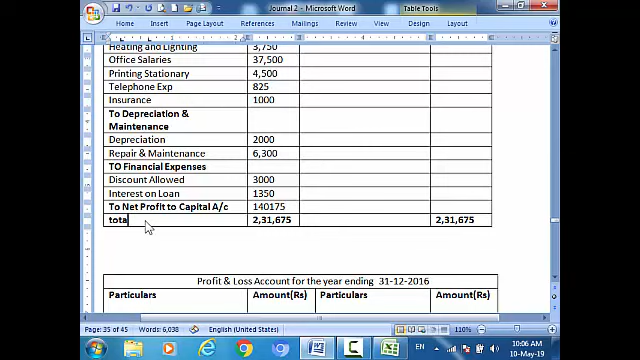 Journal 2 - Microsoft Word
Table Tools
Home Insert Page Layout References Mailings Review View Design Layout
Heating and Lighting 3,750
Office Salaries 37,500
Printing Stationary 4,500
Telephone Exp 825
Insurance 1000
To Depreciation &
Maintenance
Depreciation 2000
Repair & Maintenance 6,300
TO Financial Expenses
Discount Allowed 3000
Interest on Loan 1350
To Net Profit to Capital A/c 140175
tota 2,31,675 2,31,675
Profit & Loss Account for the year ending 31-12-2016
Particulars Amount(Rs) Particulars Amount(Rs)
Page: 35 of 45 Words: 6,038 English (United States) 110%
EN 10:06 AM
10-May-19